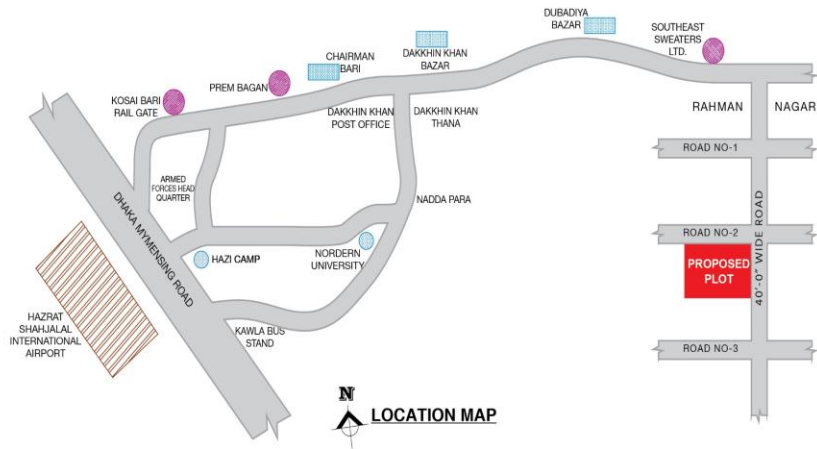 DUBADIYA
BAZAR
SOUTHEAST
SWEATERS
LTD.
CHAIRMAN
BARI
DAKKHIN KHAN
BAZAR
PREM BAGAN
KOSAI BARI
RAIL GATE
DAKKHIN KHAN
POST OFFICE
DAKKHIN KHAN
THANA
RAHMAN
NAGAR
ROAD NO-1
ARMED
FORCES HEAD
QUARTER
NADDA PARA
DHAKA MYMENSING ROAD
40'-0" WIDE ROAD
ROAD NO-2
HAZI CAMP
NORDERN
UNIVERSITY
PROPOSED
PLOT
HAZRAT
SHAHJALAL
INTERNATIONAL
AIRPORT
KAWLA BUS
STAND
ROAD NO-3
N
LOCATION MAP